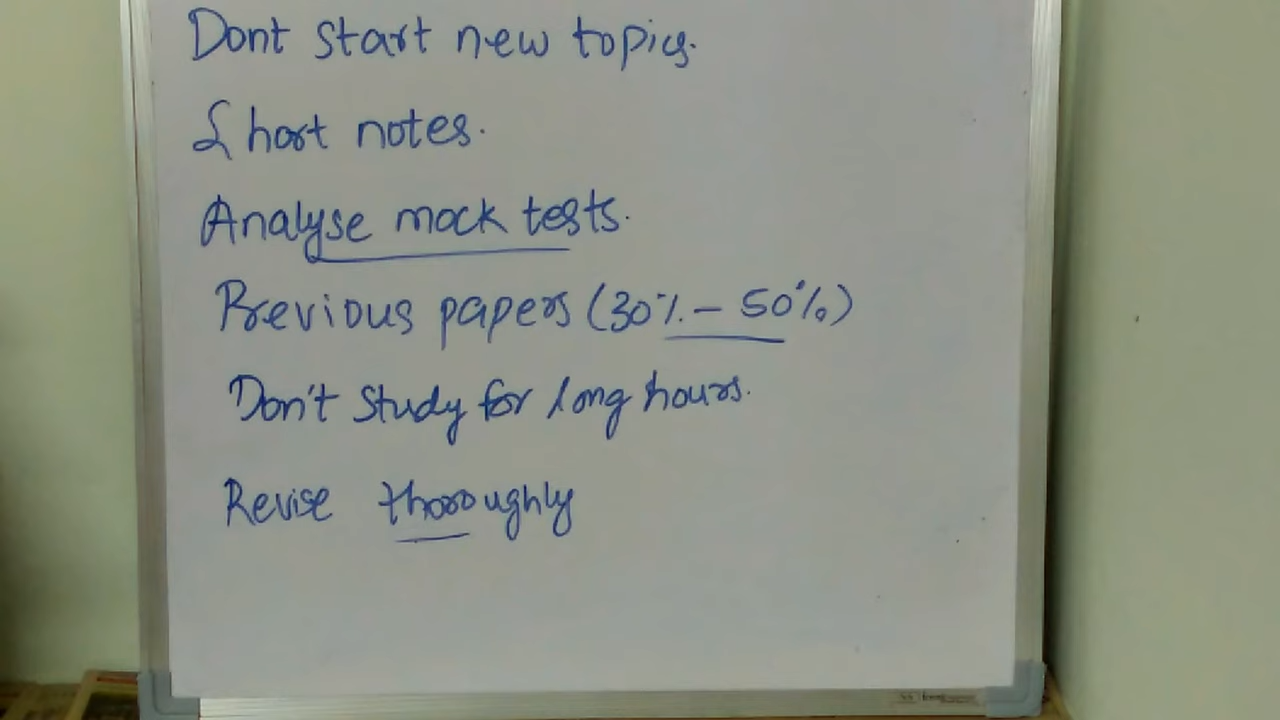 Dont start new topics.
Short notes.
Analyse mock tests.
Previous papers (30% - 50%)
Don't study for long hours.
Revise thoroughly